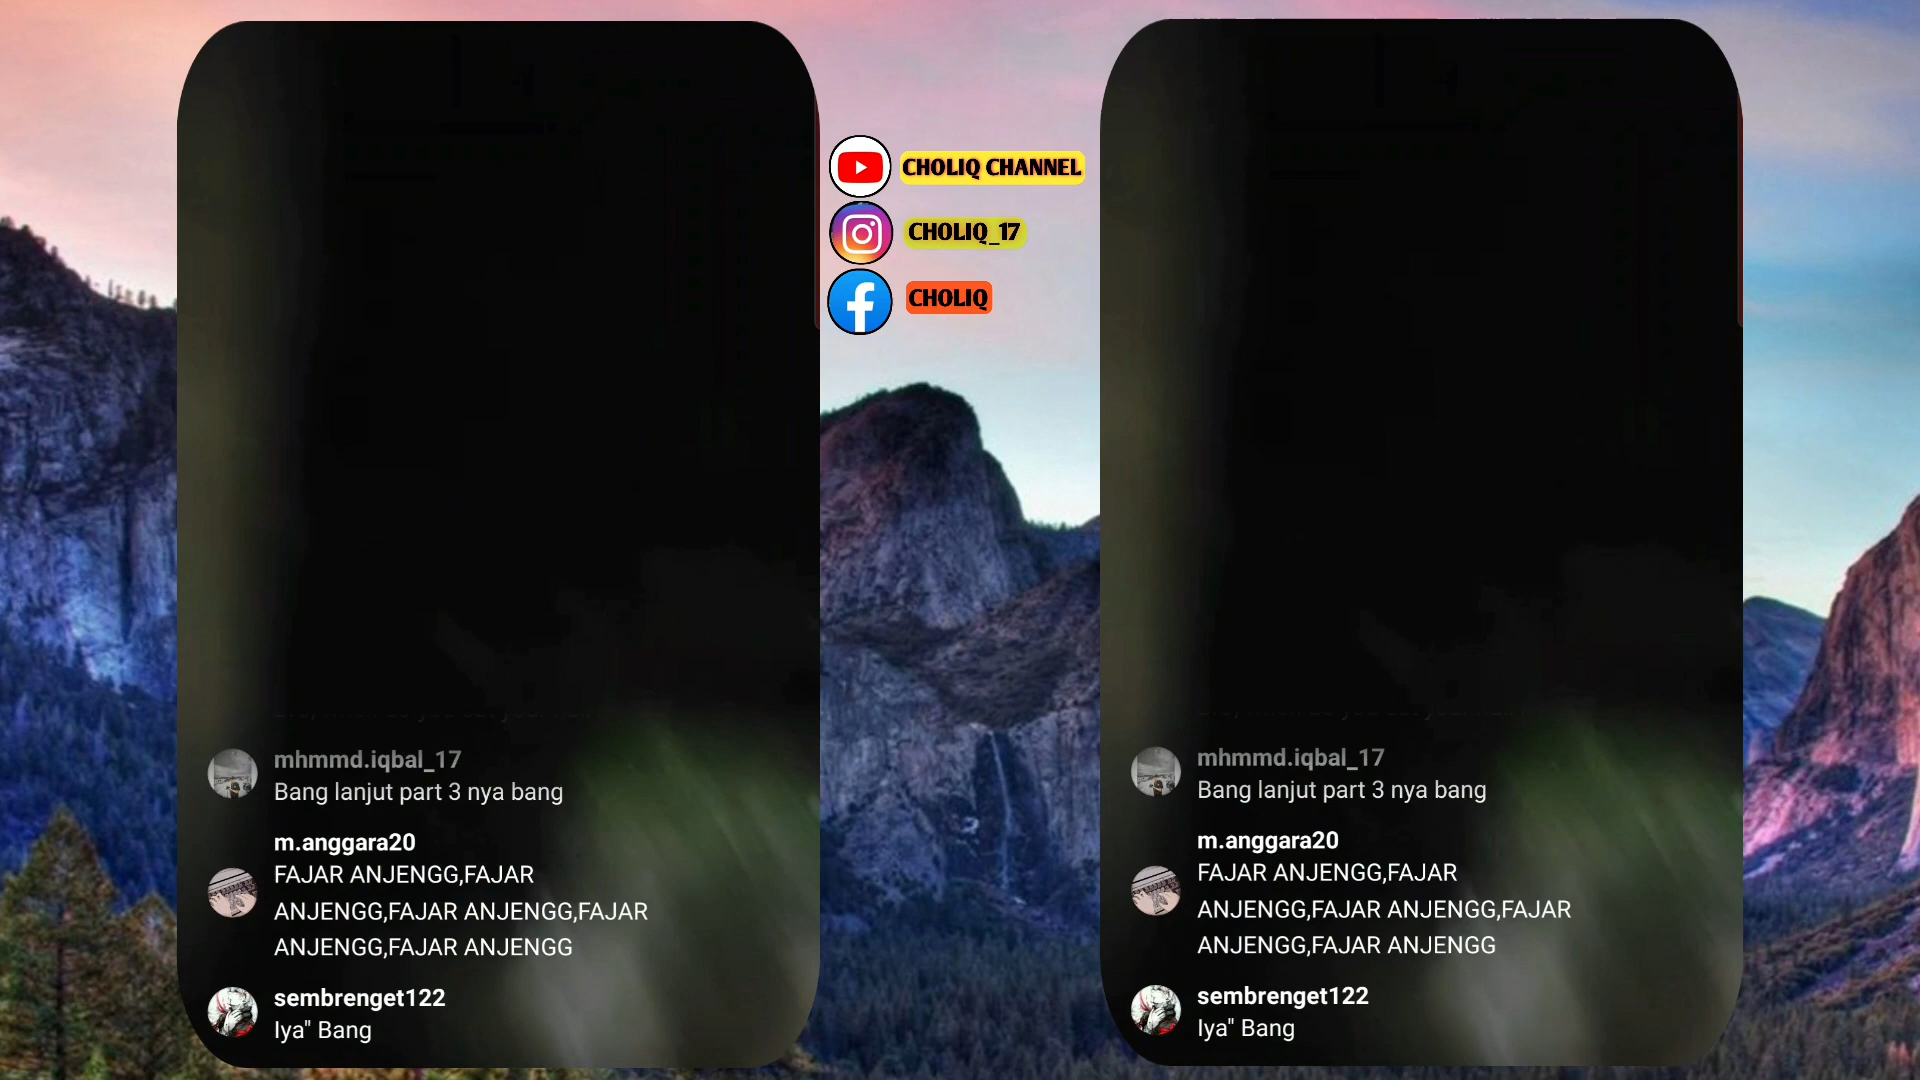 CHOLIQ CHANNEL
CHOLIQ_17
CHOLIQ
mhmmd.iqbal_17
Bang lanjut part 3 nya bang
m.anggara20
FAJAR ANJENGG,FAJAR
ANJENGG,FAJAR ANJENGG,FAJAR
ANJENGG,FAJAR ANJENGG
sembrenget122
Iya" Bang
mhmmd.iqbal_17
Bang lanjut part 3 nya bang
m.anggara20
FAJAR ANJENGG,FAJAR
ANJENGG,FAJAR ANJENGG,FAJAR
ANJENGG,FAJAR ANJENGG
sembrenget122
Iya" Bang